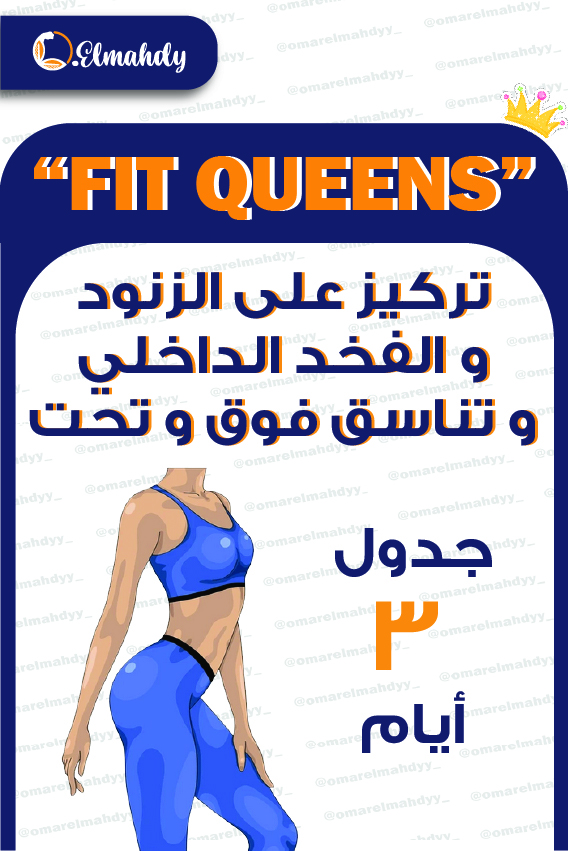 O.Elmahdy
“FIT QUEENS”
تركيز على الزنود
و الفخد الداخلي
و تناسق فوق و تحت
جدول
٣
أيام
@omarelmahdyy_